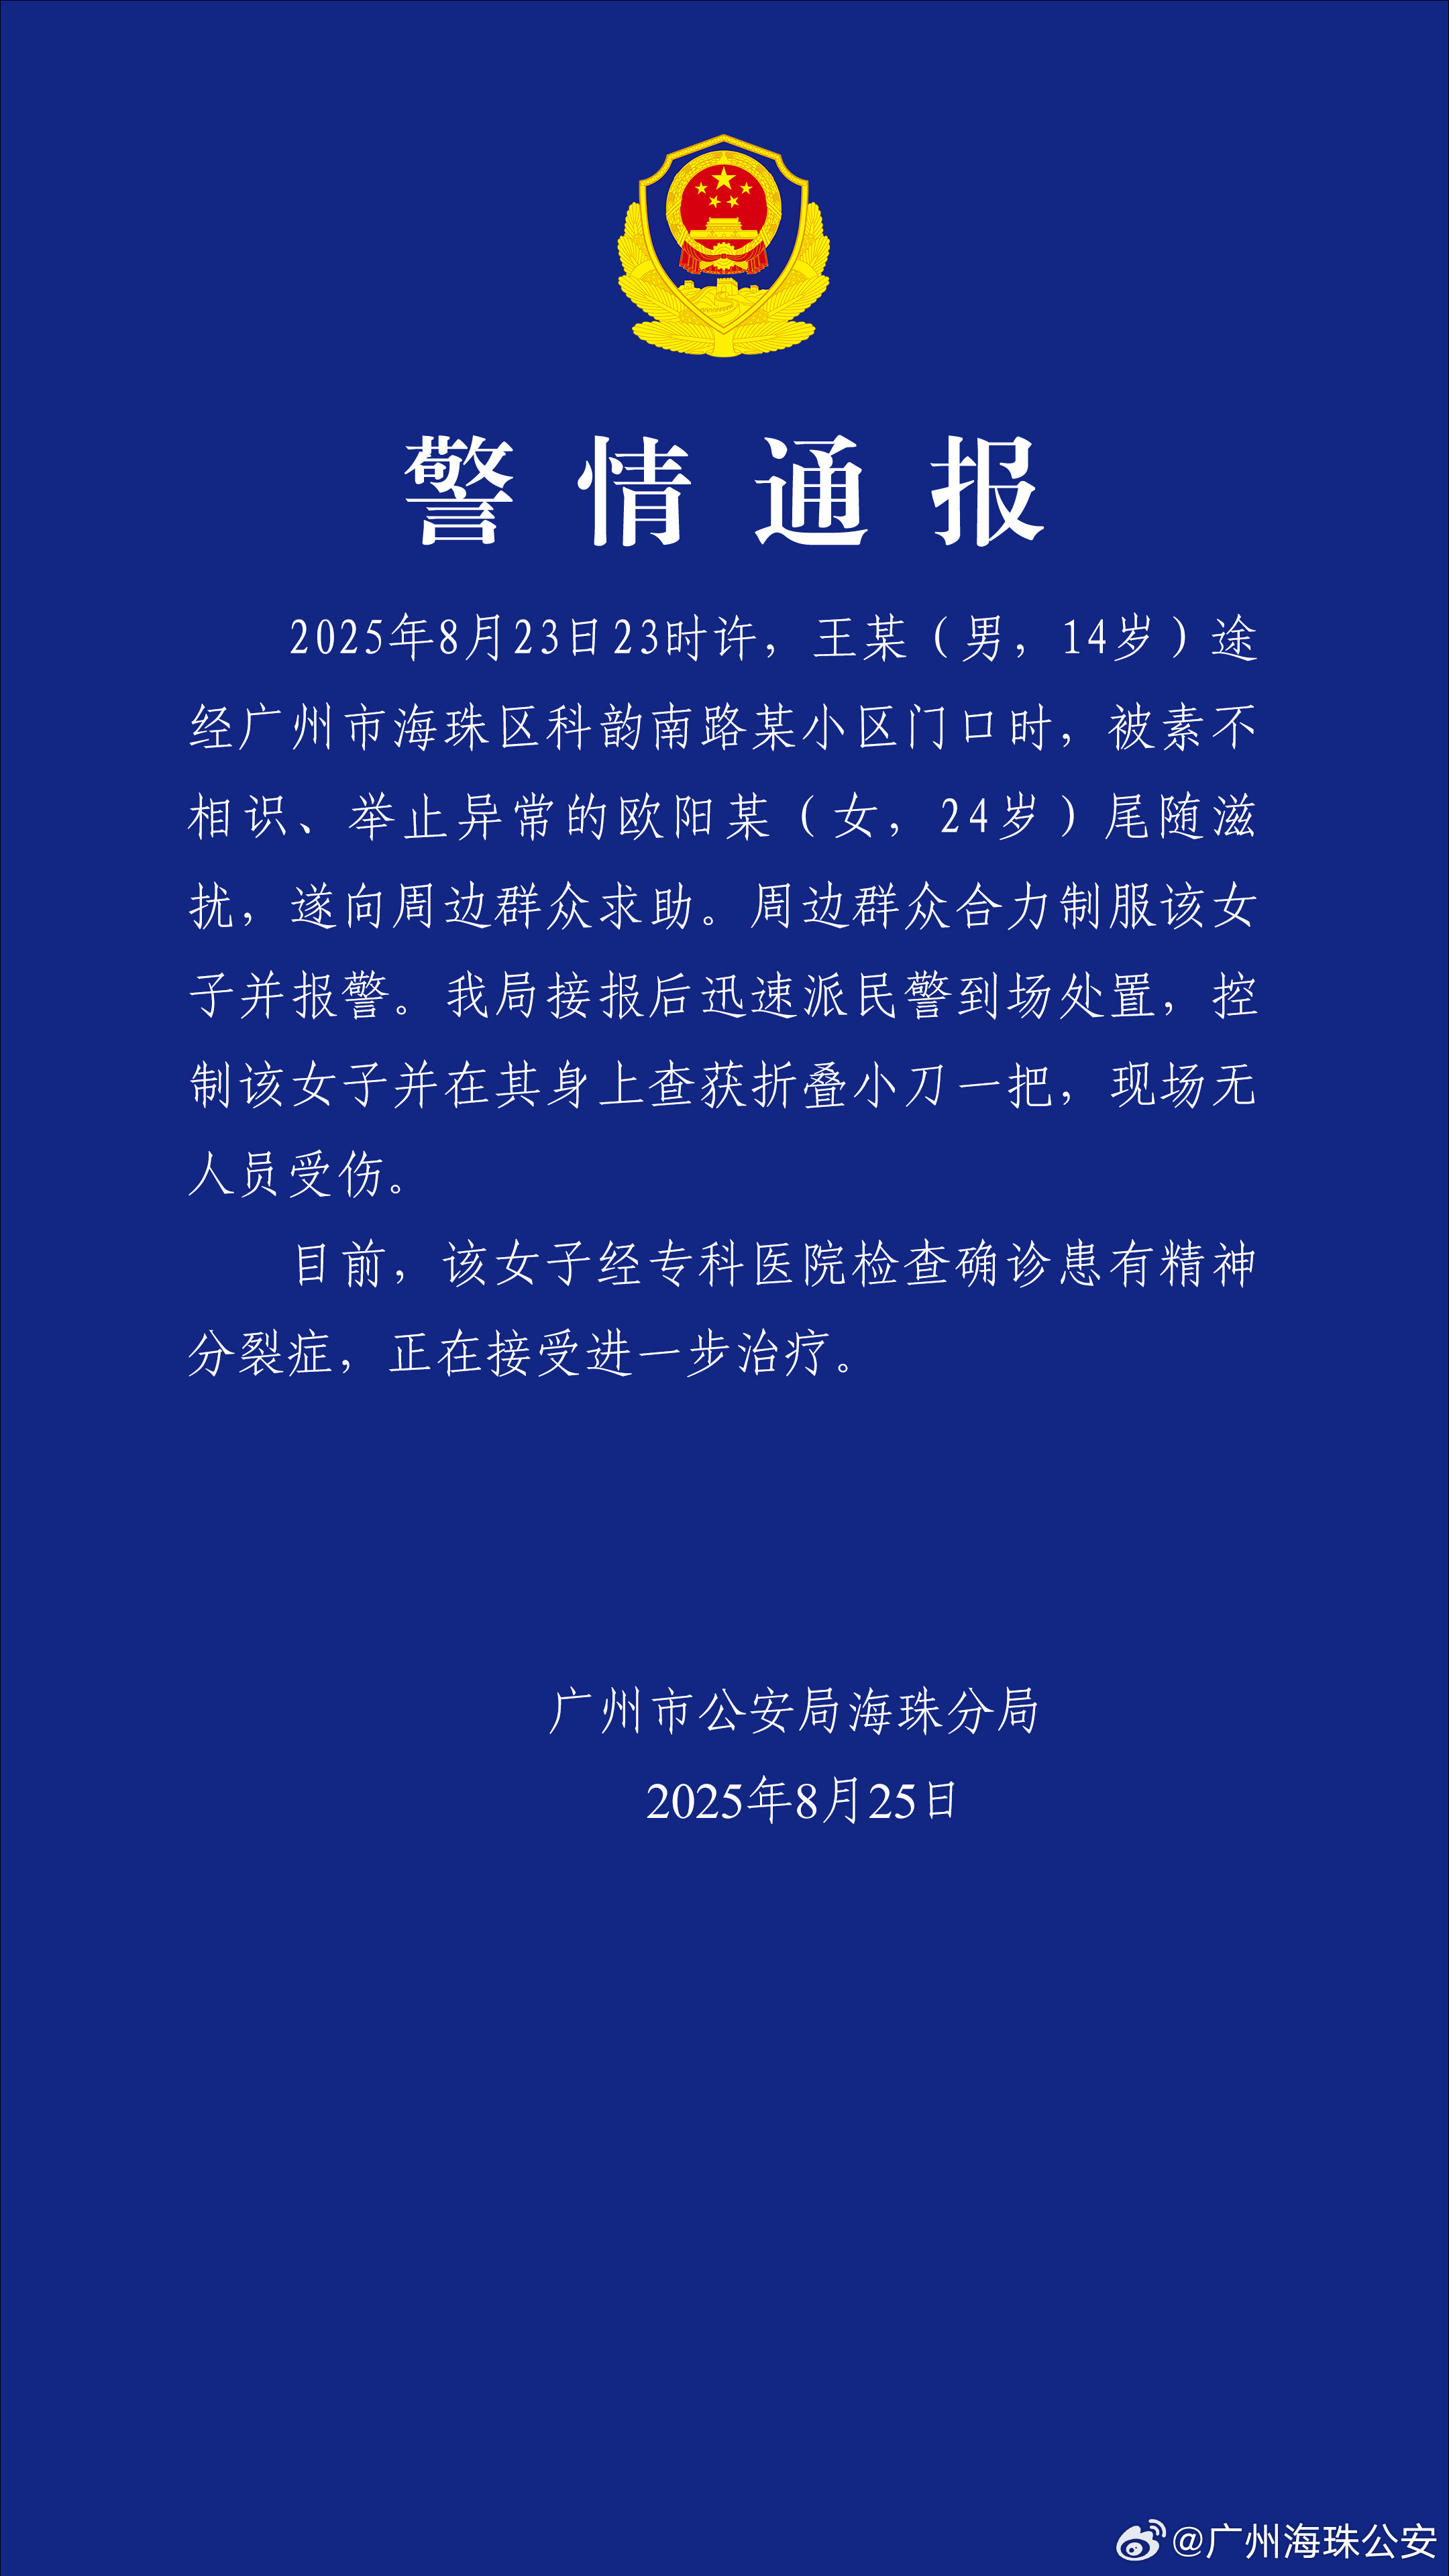 警情通报
2025年8月23日23时许，王某（男，14岁）途
经广州市海珠区科韵南路某小区门口时，被素不
相识、举止异常的欧阳某（女，24岁）尾随滋
扰，遂向周边群众求助。周边群众合力制服该女
子并报警。我局接报后迅速派民警到场处置，控
制该女子并在其身上查获折叠小刀一把，现场无
人员受伤。
目前，该女子经专科医院检查确诊患有精神
分裂症，正在接受进一步治疗。
广州市公安局海珠分局
2025年8月25日
@广州海珠公安